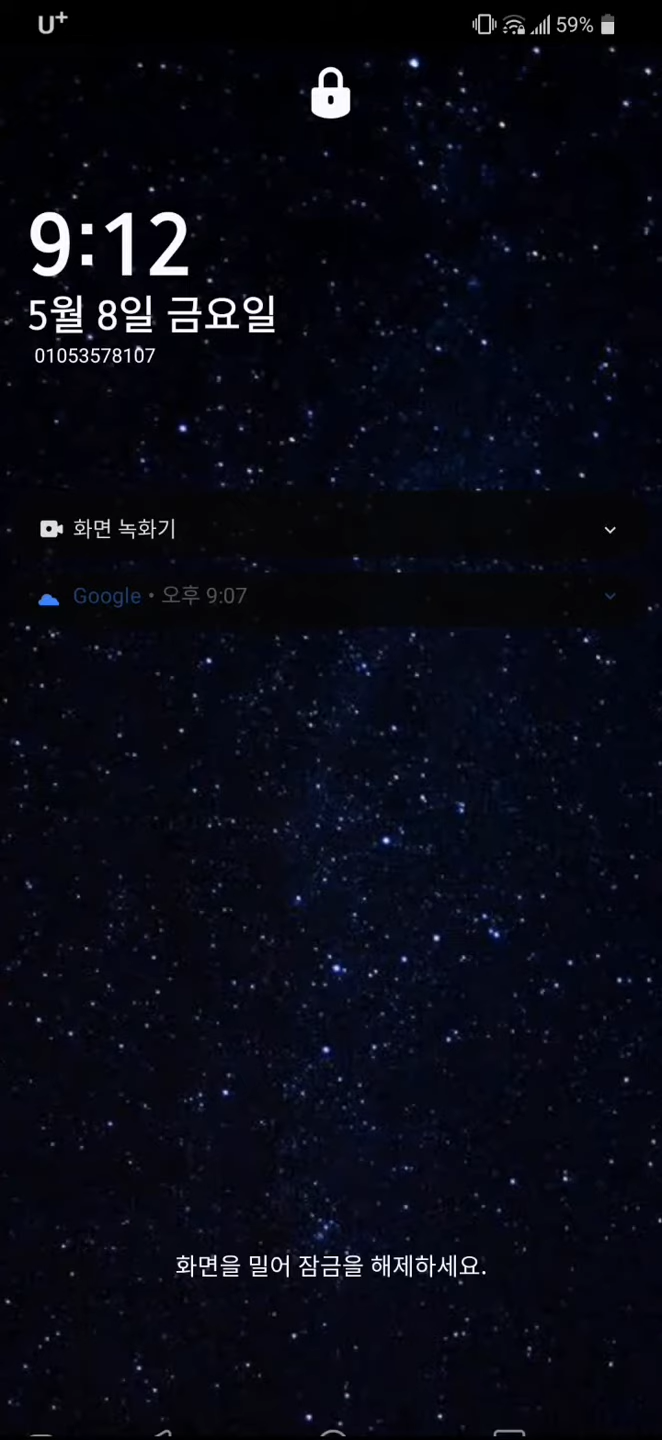 U+ 59%
9:12
5월 8일 금요일
01053578107
화면 녹화기
Google • 오후 9:07
화면을 밀어 잠금을 해제하세요.